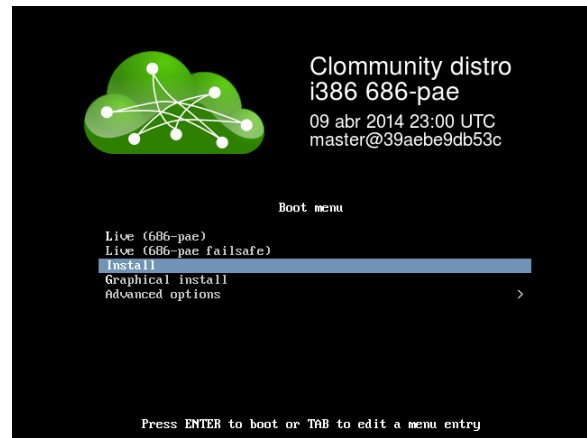 Clommunity distro
i386 686-pae
09 abr 2014 23:00 UTC
master@39aebe9db53c
Boot menu
Live (686-pae)
Live (686-pae failsafe)
Install
Graphical install
Advanced options >
Press ENTER to boot or TAB to edit a menu entry